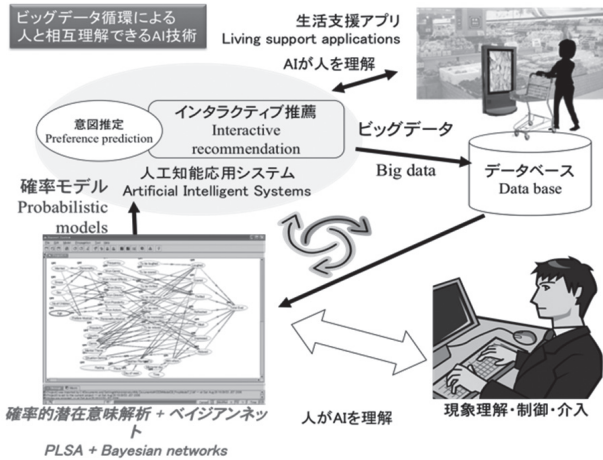 ビッグデータ循環による
人と相互理解できるAI技術
生活支援アプリ
Living support applications
AIが人を理解
意図推定
Preference prediction
インタラクティブ推薦
Interactive
recommendation
人工知能応用システム
Artificial Intelligent Systems
ビッグデータ
Big data
データベース
Data base
確率モデル
Probabilistic
models
確率的潜在意味解析 + ベイジアンネッ
ト
PLSA + Bayesian networks
人がAIを理解
現象理解・制御・介入